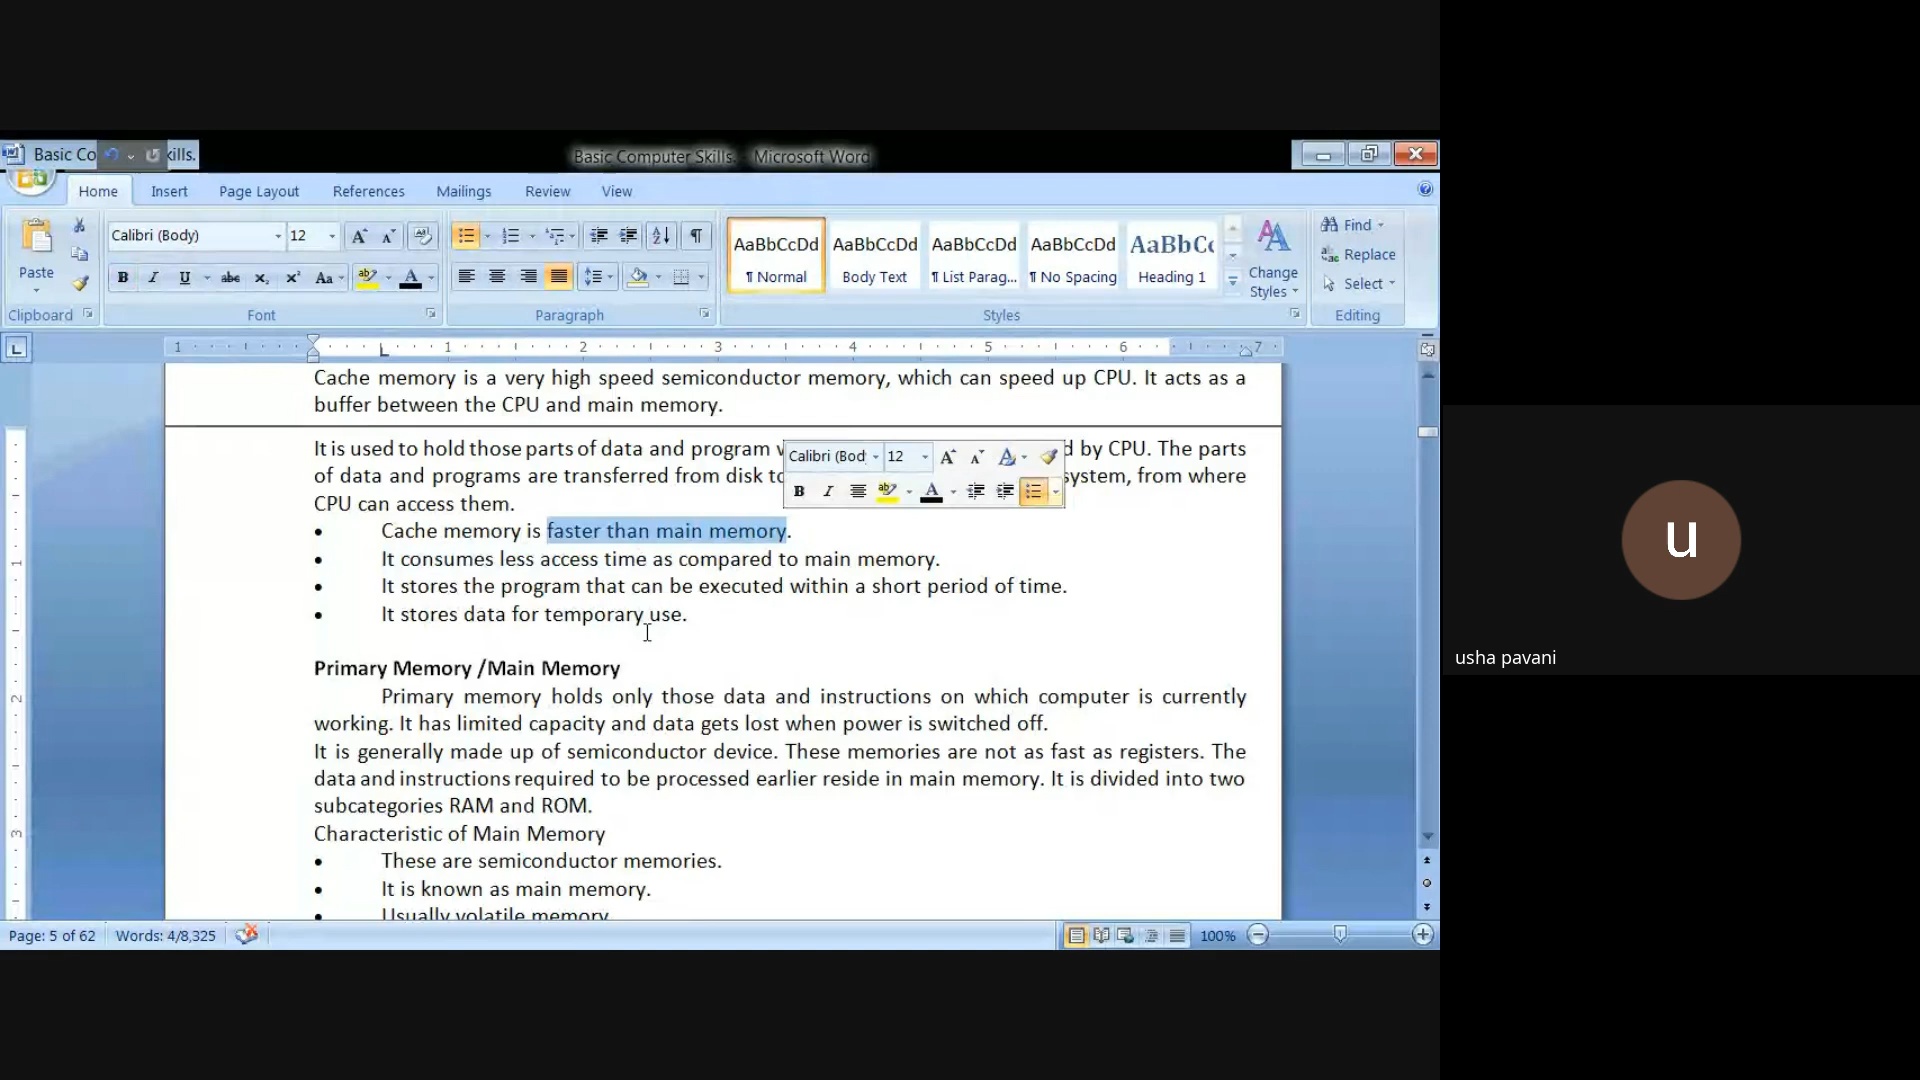 Basic Co kills.
Basic Computer Skills. - Microsoft Word
Home Insert Page Layout References Mailings Review View
Paste
Calibri (Body) 12
AaBbCcDd AaBbCcDd AaBbCcDd AaBbCcDd AaBbCc
¶ Normal Body Text ¶ List Parag... ¶ No Spacing Heading 1
Change Styles
Find
Replace
Select
Clipboard Font Paragraph Styles Editing
1 1 2 3 4 5 6 7
Cache memory is a very high speed semiconductor memory, which can speed up CPU. It acts as a
buffer between the CPU and main memory.
It is used to hold those parts of data and program d by CPU. The parts
of data and programs are transferred from disk to system, from where
CPU can access them.
Calibri (Bod 12
• Cache memory is faster than main memory.
• It consumes less access time as compared to main memory.
• It stores the program that can be executed within a short period of time.
• It stores data for temporary use.
Primary Memory /Main Memory
Primary memory holds only those data and instructions on which computer is currently
working. It has limited capacity and data gets lost when power is switched off.
It is generally made up of semiconductor device. These memories are not as fast as registers. The
data and instructions required to be processed earlier reside in main memory. It is divided into two
subcategories RAM and ROM.
Characteristic of Main Memory
• These are semiconductor memories.
• It is known as main memory.
• Usually volatile memory.
Page: 5 of 62 Words: 4/8,325 100%
u
usha pavani